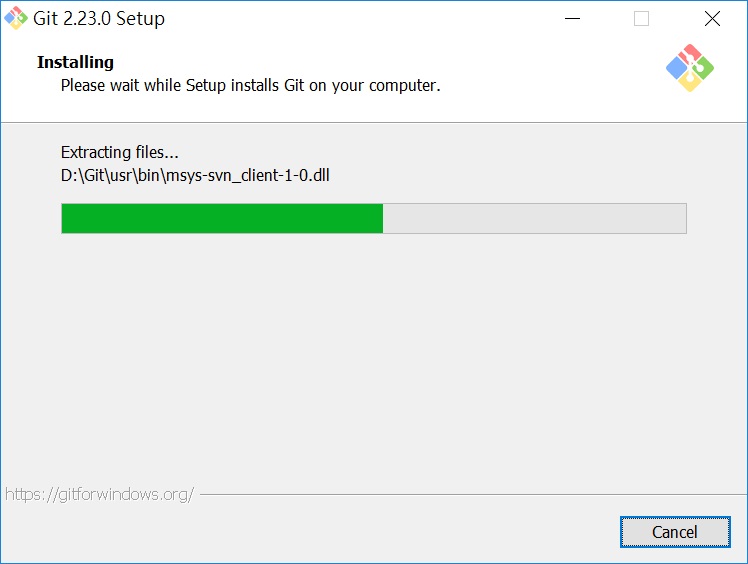 Git 2.23.0 Setup
Installing
Please wait while Setup installs Git on your computer.
Extracting files...
D:\Git\usr\bin\msys-svn_client-1-0.dll
https://gitforwindows.org/
Cancel